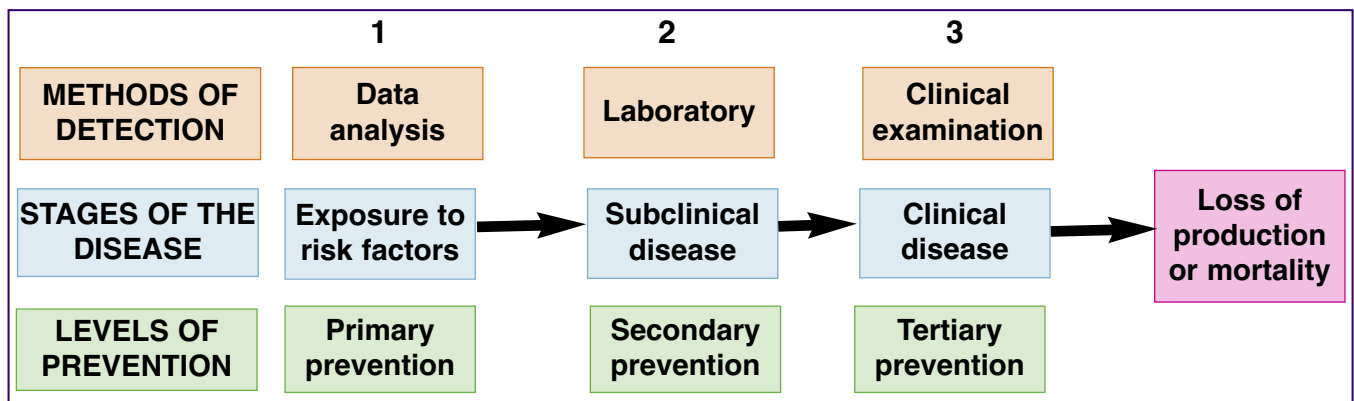 1 2 3
METHODS OF
DETECTION
Data
analysis
Laboratory
Clinical
examination
STAGES OF THE
DISEASE
Exposure to
risk factors
Subclinical
disease
Clinical
disease
Loss of
production
or mortality
LEVELS OF
PREVENTION
Primary
prevention
Secondary
prevention
Tertiary
prevention